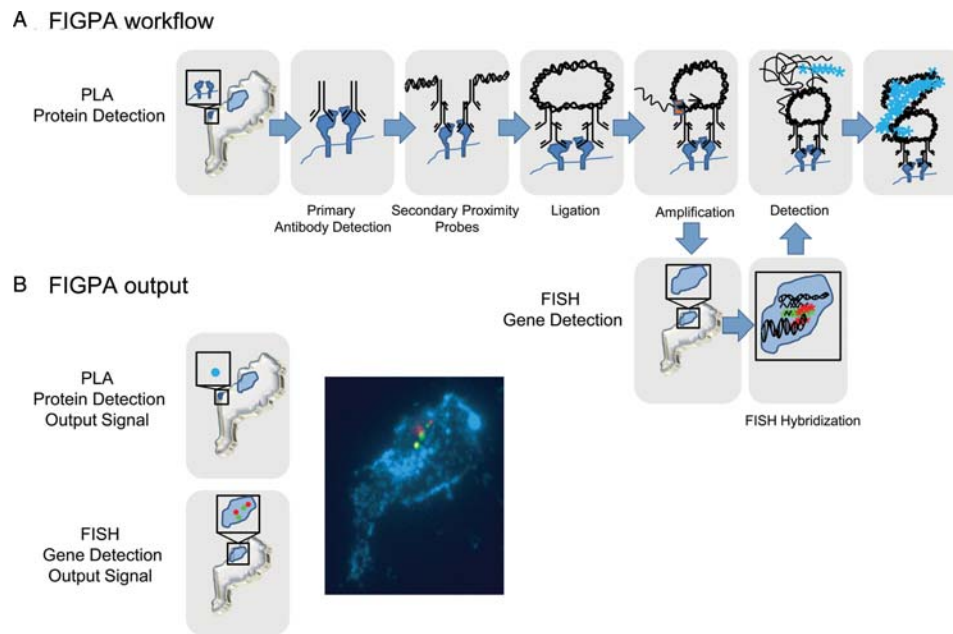 A FIGPA workflow
PLA
Protein Detection
Primary
Antibody Detection
Secondary Proximity
Probes
Ligation
Amplification
Detection
FISH
Gene Detection
FISH Hybridization
B FIGPA output
PLA
Protein Detection
Output Signal
FISH
Gene Detection
Output Signal